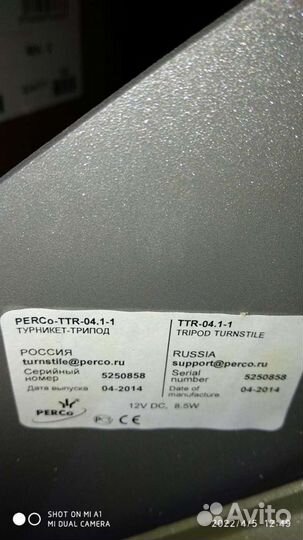 PERCo-TTR-04.1-1
ТУРНИКЕТ-ТРИПОД
РОССИЯ
turnstile@perco.ru
Серийный
номер 5250858
Дата выпуска 04-2014
PERCo
TTR-04.1-1
TRIPOD TURNSTILE
RUSSIA
support@perco.ru
Serial
number 5250858
Date of
manufacture 04-2014
12V DC, 8.5W
CE
SHOT ON MI A1
MI DUAL CAMERA
2022/4/5 12:49
Avito